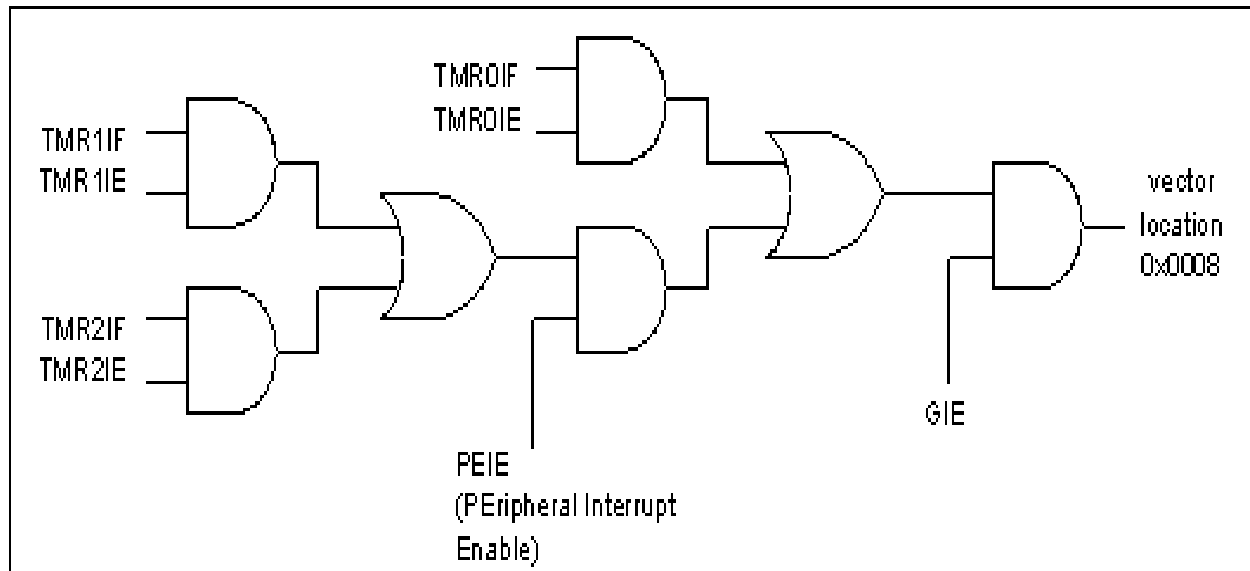 TMR0IF
TMR0IE
TMR1IF
TMR1IE
vector
location
0x0008
TMR2IF
TMR2IE
GIE
PEIE
(PEripheral Interrupt
Enable)